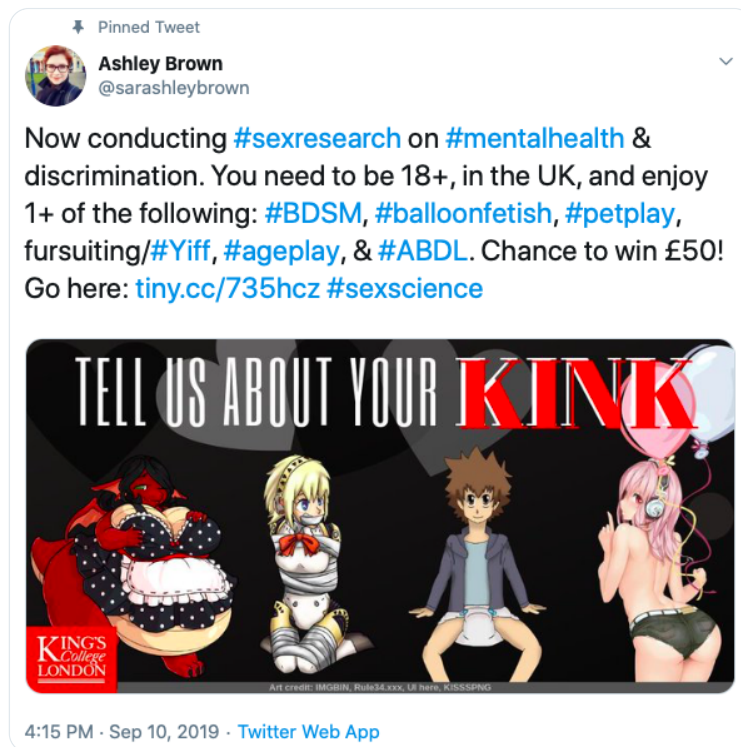 Pinned Tweet
Ashley Brown
@sarashleybrown
Now conducting #sexresearch on #mentalhealth &
discrimination. You need to be 18+, in the UK, and enjoy
1+ of the following: #BDSM, #balloonfetish, #petplay,
fursuiting/#Yiff, #ageplay, & #ABDL. Chance to win £50!
Go here: tiny.cc/735hcz #sexscience
TELL US ABOUT YOUR KINK
KING'S
College
LONDON
Art credit: IMGBIN, Rule34.xxx, UI here, KISSSPNG
4:15 PM · Sep 10, 2019 · Twitter Web App